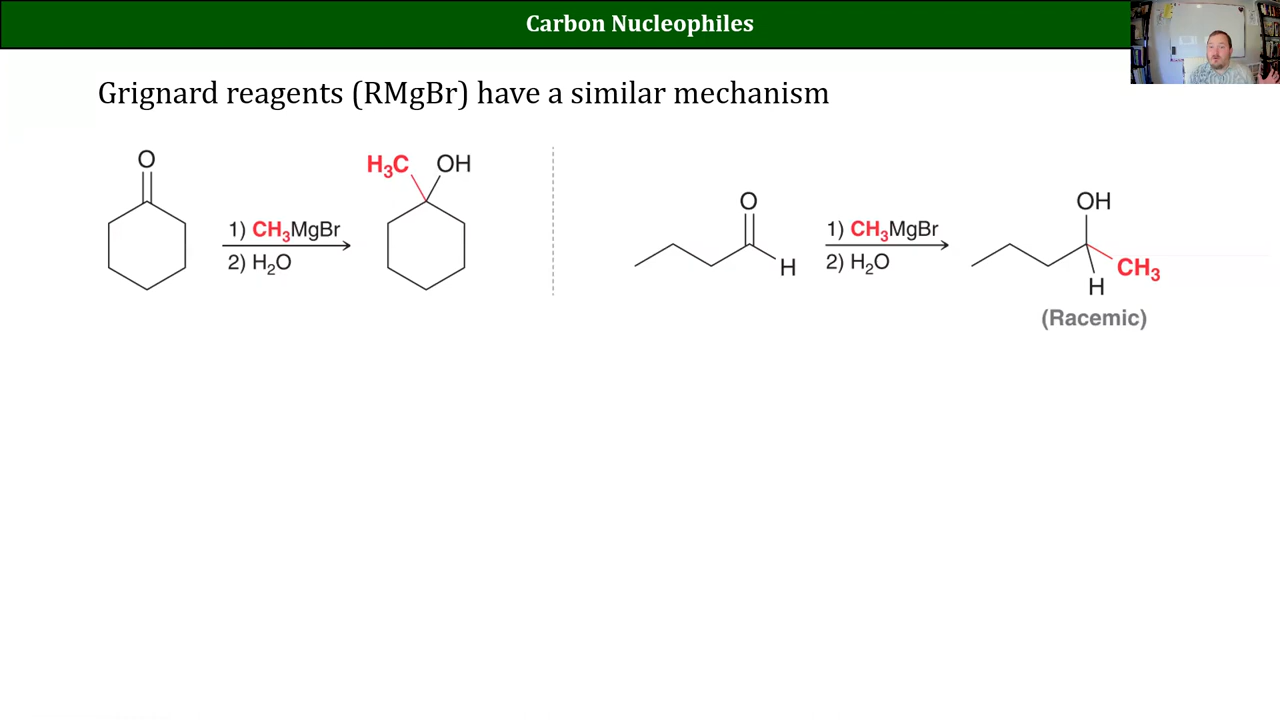 Carbon Nucleophiles
Grignard reagents (RMgBr) have a similar mechanism
O
1) CH₃MgBr
2) H₂O
H₃C OH
O
H
1) CH₃MgBr
2) H₂O
OH
CH₃
H
(Racemic)